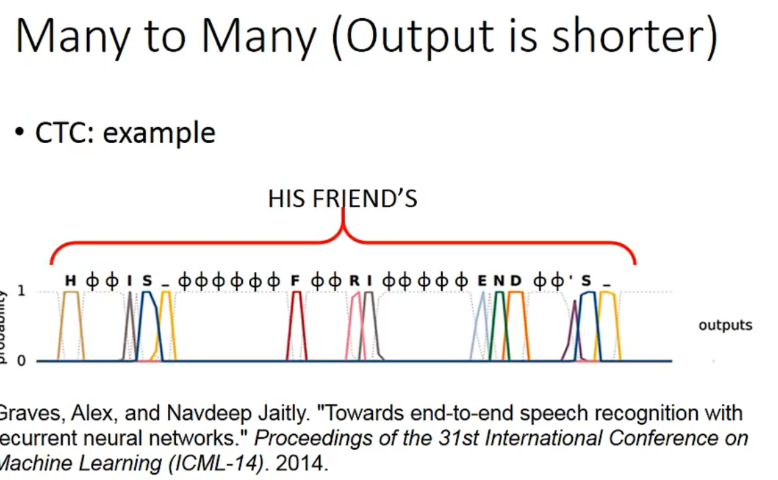 Many to Many (Output is shorter)
• CTC: example
HIS FRIEND'S
H ϕ ϕ I S _ ϕ ϕ ϕ ϕ ϕ ϕ F ϕ ϕ R I ϕ ϕ ϕ ϕ ϕ E N D ϕ ϕ ' S _
1
probability
outputs
0
Graves, Alex, and Navdeep Jaitly. "Towards end-to-end speech recognition with
recurrent neural networks." Proceedings of the 31st International Conference on
Machine Learning (ICML-14). 2014.